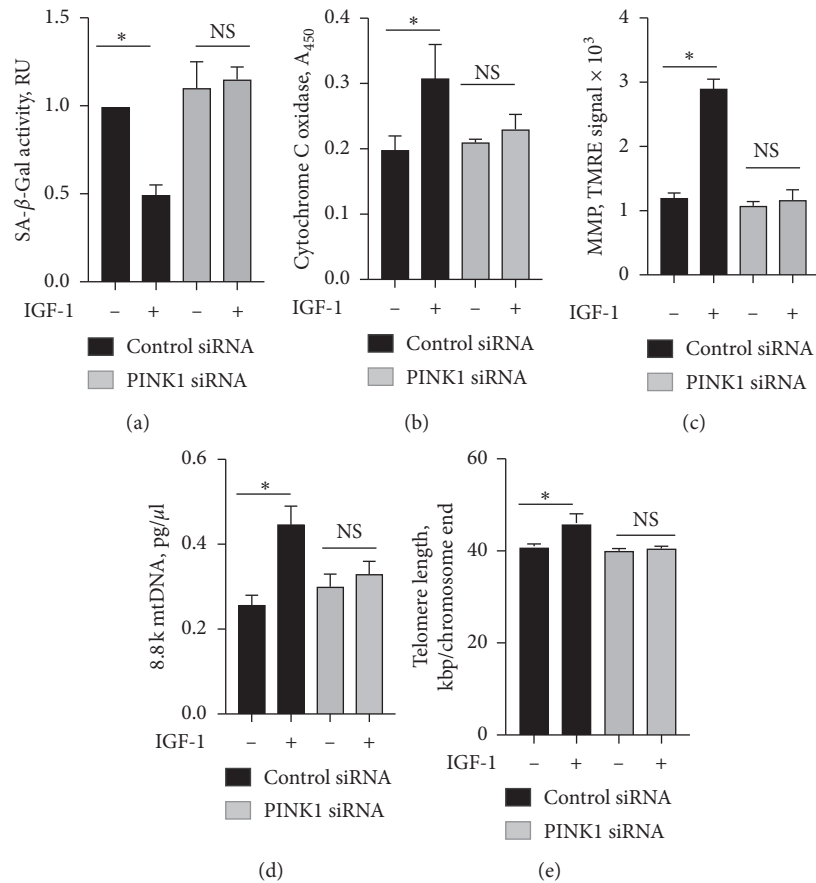 SA-β-Gal activity, RU
1.5
1.0
0.5
0.0
*
NS
IGF-1
– + – +
Control siRNA
PINK1 siRNA
(a)
Cytochrome C oxidase, A450
0.4
0.3
0.2
0.1
0.0
*
NS
IGF-1
– + – +
Control siRNA
PINK1 siRNA
(b)
MMP, TMRE signal × 10³
4
3
2
1
0
*
NS
IGF-1
– + – +
Control siRNA
PINK1 siRNA
(c)
8.8k mtDNA, pg/μl
0.6
0.4
0.2
0.0
*
NS
IGF-1
– + – +
Control siRNA
PINK1 siRNA
(d)
Telomere length,
kbp/chromosome end
60
40
20
0
*
NS
IGF-1
– + – +
Control siRNA
PINK1 siRNA
(e)